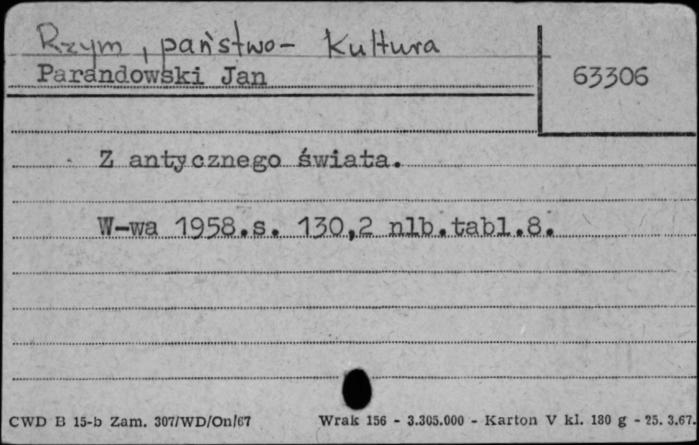 Rzym, państwo - Kultura
Parandowski Jan
63306
Z antycznego świata.
W-wa 1958.s. 130,2 nlb.tabl.8.
CWD B 15-b Zam. 307/WD/On/67 Wrak 156 - 3.305.000 - Karton V kl. 180 g - 25. 3.67.